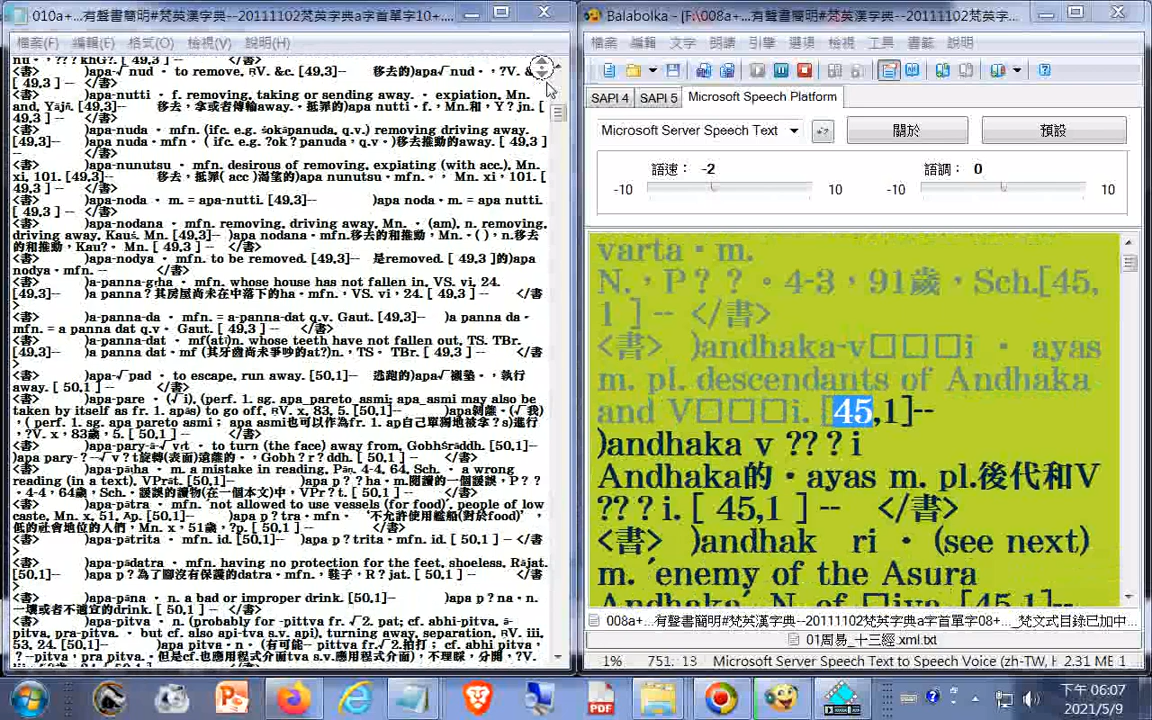 010a+有聲書簡明#梵英漢字典--20111102梵英字典a字首單字10+...
檔案(F) 編輯(E) 格式(O) 檢視(V) 說明(H)
<書> )apa-√nud · to remove, ṚV. &c. [49,3]-- 移去的)apa√nud · , ?V. &
[49,3] -- </書>
<書> )apa-nutti · f. removing, taking or sending away. · expiation, Mn.
and, Yājñ. [49,3]-- 移去，拿或者傳輸away. · 抵罪的)apa nutti · f., Mn.和，Y?jn. [
49,3] -- </書>
<書> )apa-nuda · mfn. (ifc. e.g. śokāpanuda, q.v.) removing driving away.
[49,3]-- )apa nuda · mfn. · ( ifc. e.g. ?ok?panuda, q.v · )移去推動的away. [ 49,3 ]
-- </書>
<書> )apa-nunutsu · mfn. desirous of removing, expiating (with acc.), Mn.
xi, 101. [49,3]-- 移去，抵罪( acc )渴望的)apa nunutsu · mfn. · , Mn. xi, 101. [
49,3 ] -- </書>
<書> )apa-noda · m. = apa-nutti. [49,3]-- )apa noda · m. = apa nutti.
[ 49,3 ] -- </書>
<書> )apa-nodana · mfn. removing, driving away, Mn. · (am), n. removing,
driving away, Kauś. Mn. [49,3]-- )apa nodana · mfn.移去的和推動，Mn. · ( ) , n.移去
的和推動，Kau?. Mn. [ 49,3 ] -- </書>
<書> )apa-nodya · mfn. to be removed. [49,3]-- 是removed. [ 49,3 ]的)apa
nodya · mfn. -- </書>
<書> )a-panna-gṛha · mfn. whose house has not fallen in, VS. vi, 24.
[49,3]-- )a panna?其房屋尚未在中落下的ha · mfn., VS. vi，24. [ 49,3 ] -- </書
>
<書> )a-panna-da · mfn. = a-panna-dat q.v. Gaut. [49,3]-- )a panna da ·
mfn. = a panna dat q.v · Gaut. [ 49,3 ] -- </書>
<書> )a-panna-dat · mf(atī)n. whose teeth have not fallen out, TS. TBr.
[49,3]-- )a panna dat · mf (其牙齒尚未爭吵的at?)n., TS · TBr. [ 49,3 ] -- </書
>
<書> )apa-√pad · to escape, run away. [50,1]-- 逃跑的)apa√襯墊 · , 執行
away. [ 50,1 ] -- </書>
<書> )apa-pare · (√i), (perf. 1. sg. apa_pareto_asmi, apa_asmi may also be
taken by itself as fr. 1. apās) to go off, ṚV. x, 83, 5. [50,1]-- )apa剝離 · (√我)
, ( perf. 1. sg. apa pareto asmi； apa asmi也可以作為fr. 1. ap自己單獨地被拿?a)進行
, ?V. x，83歲，5. [ 50,1 ] -- </書>
<書> )apa-pary-ā-√vṛt · to turn (the face) away from, GobhŚrāddh. [50,1]--
)apa pary-?-√v?t旋轉(表面)遠離的 · , Gobh?r?ddh. [ 50,1 ] -- </書>
<書> )apa-pāṭha · m. a mistake in reading, Pāṇ. 4-4, 64, Sch. · a wrong
reading (in a text), VPrāt. [50,1]-- )apa p??ha · m.閱讀的一個錯誤，P??
· 4-4，64歲，Sch. · 錯誤的讀物(在一個本文)中，VPr?t. [ 50,1 ] -- </書>
<書> )apa-pātra · mfn. 'not allowed to use vessels (for food)', people of low
caste, Mn. x, 51. Āp. [50,1]-- )apa p?tra · mfn · '不允許使用艦船(對於food)'，
低的社會地位的人們，Mn. x，51歲，?p. [ 50,1 ] -- </書>
<書> )apa-pātrita · mfn. id. [50,1]-- )apa p?trita · mfn. id. [ 50,1 ] -- </書
>
<書> )apa-pādatra · mfn. having no protection for the feet, shoeless, Rājat.
[50,1]-- )apa p?為了腳沒有保護的datra · mfn.，鞋子，R?jat. [ 50,1 ] -- </書
>
<書> )apa-pāna · n. a bad or improper drink. [50,1]-- )apa p?na · n.
一壞或者不適宜的drink. [ 50,1 ] -- </書>
<書> )apa-pitva · n. (probably for -pittva fr. √2. pat; cf. abhi-pitva, ā-
pitva, pra-pitva, · but cf. also api-tva s.v. api), turning away, separation, ṚV. iii,
53, 24. [50,1]-- )apa pitva · n. (有可能-- pittva fr.√2.拍打； cf. abhi pitva,
?--pitva, pra pitva. · 但是cf.也應用程式介面tva s.v.應用程式介面)，不理睬，分開，?V.
Balabolka - [F:\008a+有聲書簡明#梵英漢字典--20111102梵英字...
檔案 編輯 文字 朗讀 引擎 選項 檢視 工具 書籤 說明
SAPI 4 SAPI 5 Microsoft Speech Platform
Microsoft Server Speech Text 關於 預設
語速： -2 語調： 0
-10 10 -10 10
varta · m.
N. , P?? 。4-3，91歲，Sch.[45,
1 ] -- </書>
<書> )andhaka-v□□□i · ayas
m. pl. descendants of Andhaka
and V□□□i. [45,1]--
)andhaka v ???i
Andhaka的 · ayas m. pl.後代和V
???i. [ 45,1 ] -- </書>
<書> )andhak ri · (see next)
m. 'enemy of the Asura
Andhaka', N. of □iva. [45,1]--
008a+有聲書簡明#梵英漢字典--20111102梵英字典a字首單字08+..._梵文式目錄已加中...
01周易_十三經.xml.txt
1% 751: 13 Microsoft Server Speech Text to Speech Voice (zh-TW, H 2.31 ME 1
下午 06:07
2021/5/9